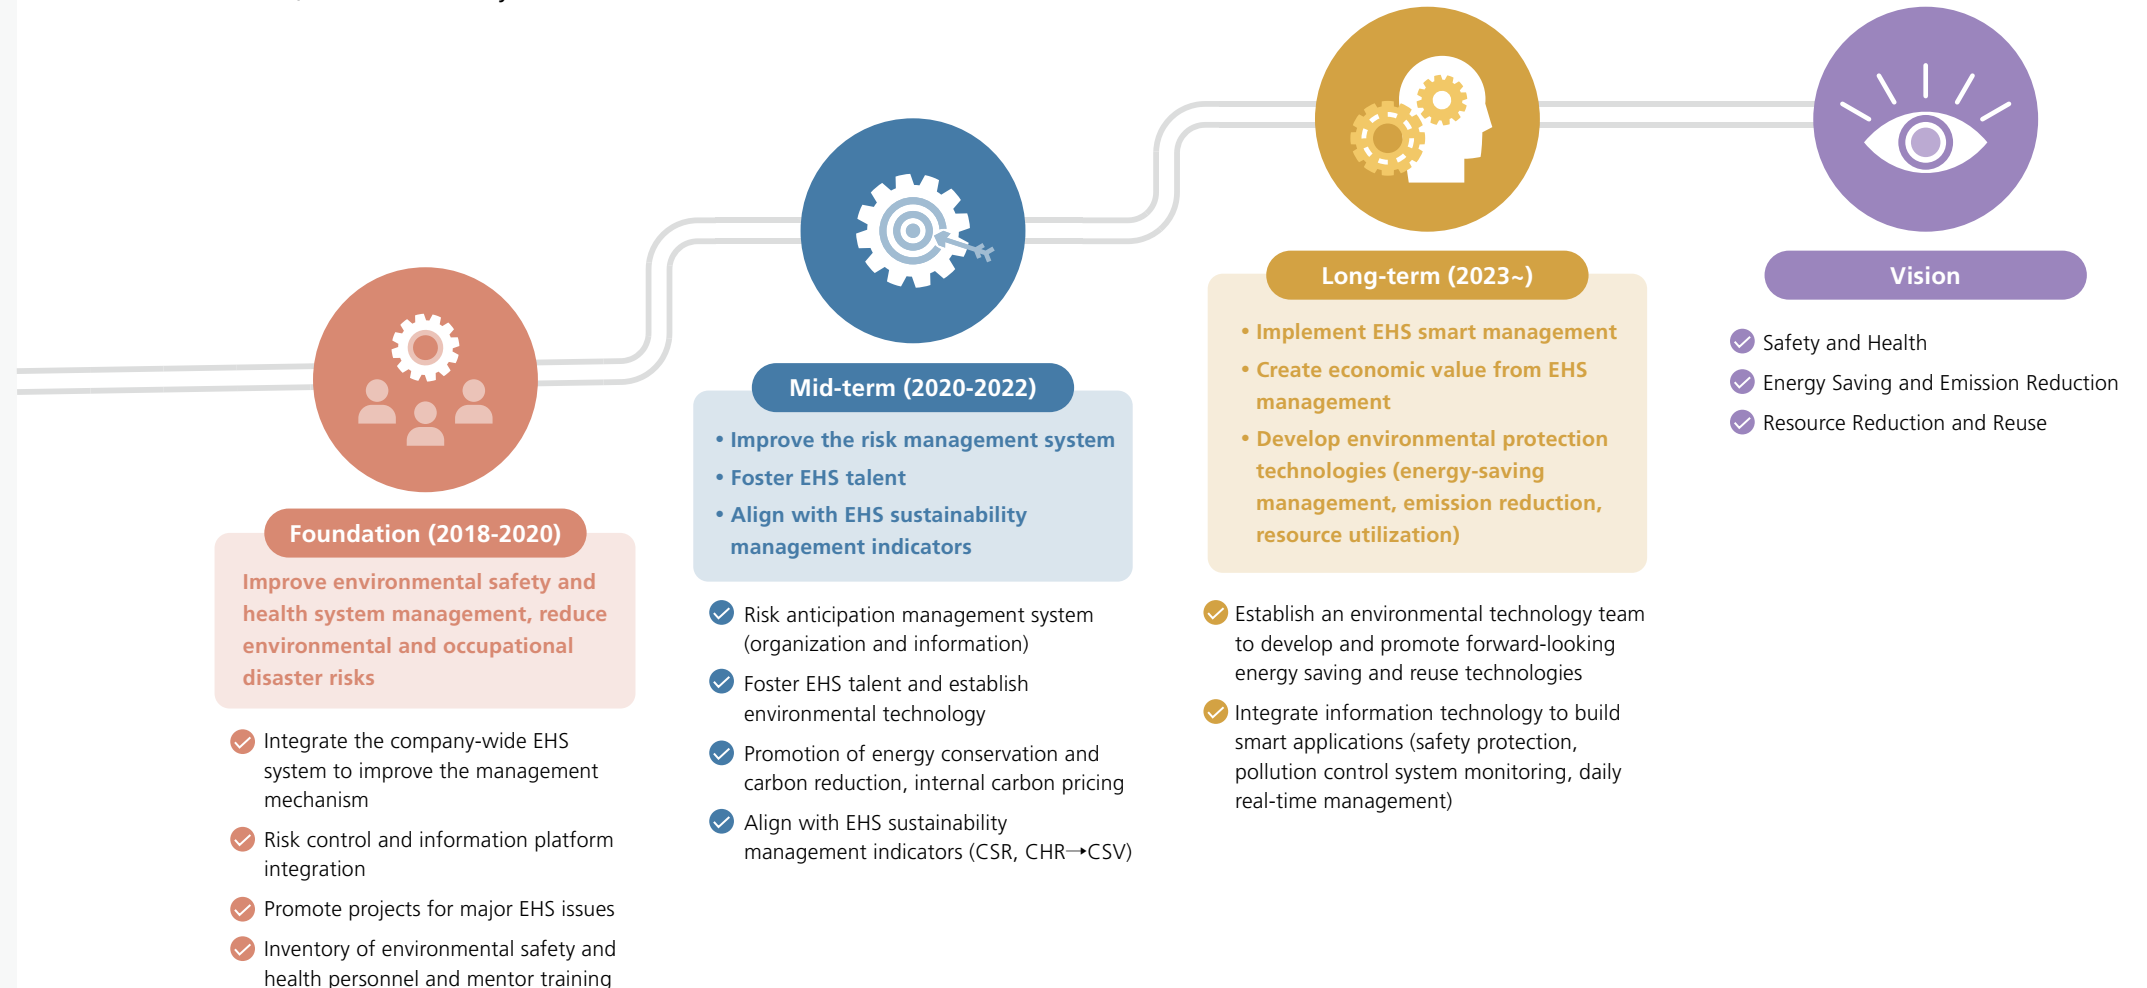 Foundation (2018-2020)
Improve environmental safety and
health system management, reduce
environmental and occupational
disaster risks
Integrate the company-wide EHS
system to improve the management
mechanism
Risk control and information platform
integration
Promote projects for major EHS issues
Inventory of environmental safety and
health personnel and mentor training
Mid-term (2020-2022)
• Improve the risk management system
• Foster EHS talent
• Align with EHS sustainability
management indicators
Risk anticipation management system
(organization and information)
Foster EHS talent and establish
environmental technology
Promotion of energy conservation and
carbon reduction, internal carbon pricing
Align with EHS sustainability
management indicators (CSR, CHR→CSV)
Long-term (2023~)
• Implement EHS smart management
• Create economic value from EHS
management
• Develop environmental protection
technologies (energy-saving
management, emission reduction,
resource utilization)
Establish an environmental technology team
to develop and promote forward-looking
energy saving and reuse technologies
Integrate information technology to build
smart applications (safety protection,
pollution control system monitoring, daily
real-time management)
Vision
Safety and Health
Energy Saving and Emission Reduction
Resource Reduction and Reuse